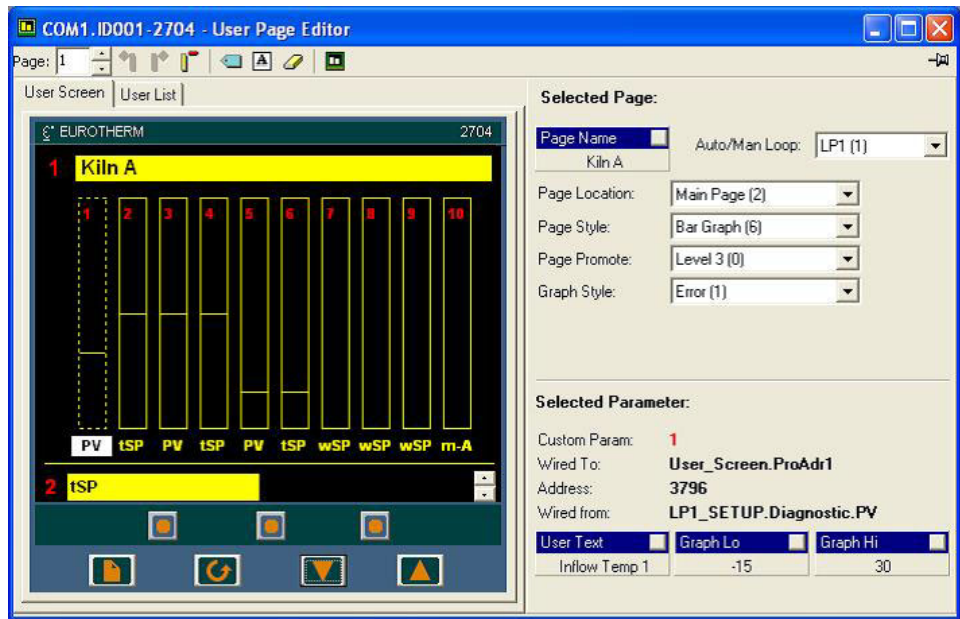 COM1.ID001-2704 - User Page Editor
Page: 1
User Screen User List
EUROTHERM 2704
1 Kiln A
1 2 3 4 5 6 7 8 9 10
PV tSP PV tSP PV tSP wSP wSP wSP m-A
2 tSP
Selected Page:
Page Name
Kiln A
Auto/Man Loop: LP1 (1)
Page Location: Main Page (2)
Page Style: Bar Graph (6)
Page Promote: Level 3 (0)
Graph Style: Error (1)
Selected Parameter:
Custom Param: 1
Wired To: User_Screen.ProAdr1
Address: 3796
Wired from: LP1_SETUP.Diagnostic.PV
User Text Graph Lo Graph Hi
Inflow Temp 1 -15 30